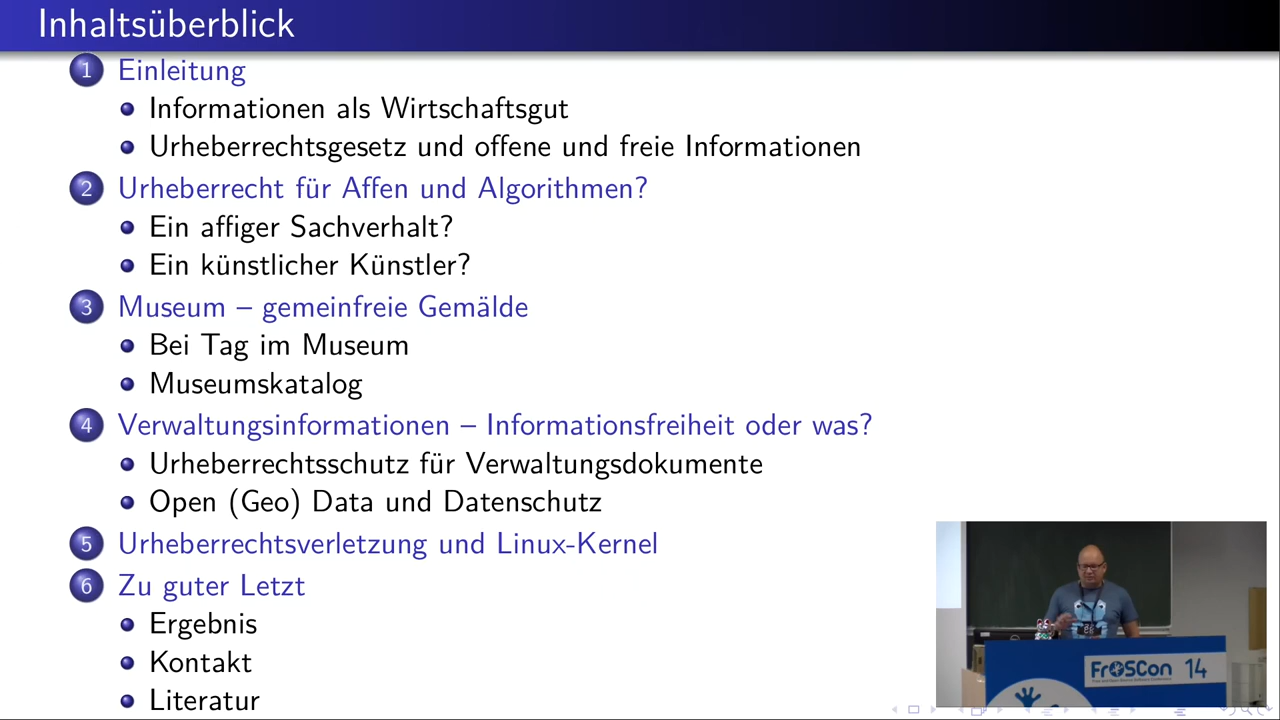 Inhaltsüberblick
1 Einleitung
Informationen als Wirtschaftsgut
Urheberrechtsgesetz und offene und freie Informationen
2 Urheberrecht für Affen und Algorithmen?
Ein affiger Sachverhalt?
Ein künstlicher Künstler?
3 Museum – gemeinfreie Gemälde
Bei Tag im Museum
Museumskatalog
4 Verwaltungsinformationen – Informationsfreiheit oder was?
Urheberrechtsschutz für Verwaltungsdokumente
Open (Geo) Data und Datenschutz
5 Urheberrechtsverletzung und Linux-Kernel
6 Zu guter Letzt
Ergebnis
Kontakt
Literatur
FrOSCon 14